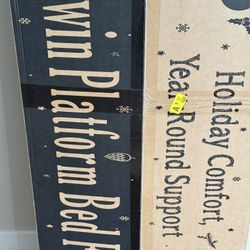 win Platform Bed
Holiday Comfort,
Year Round Support